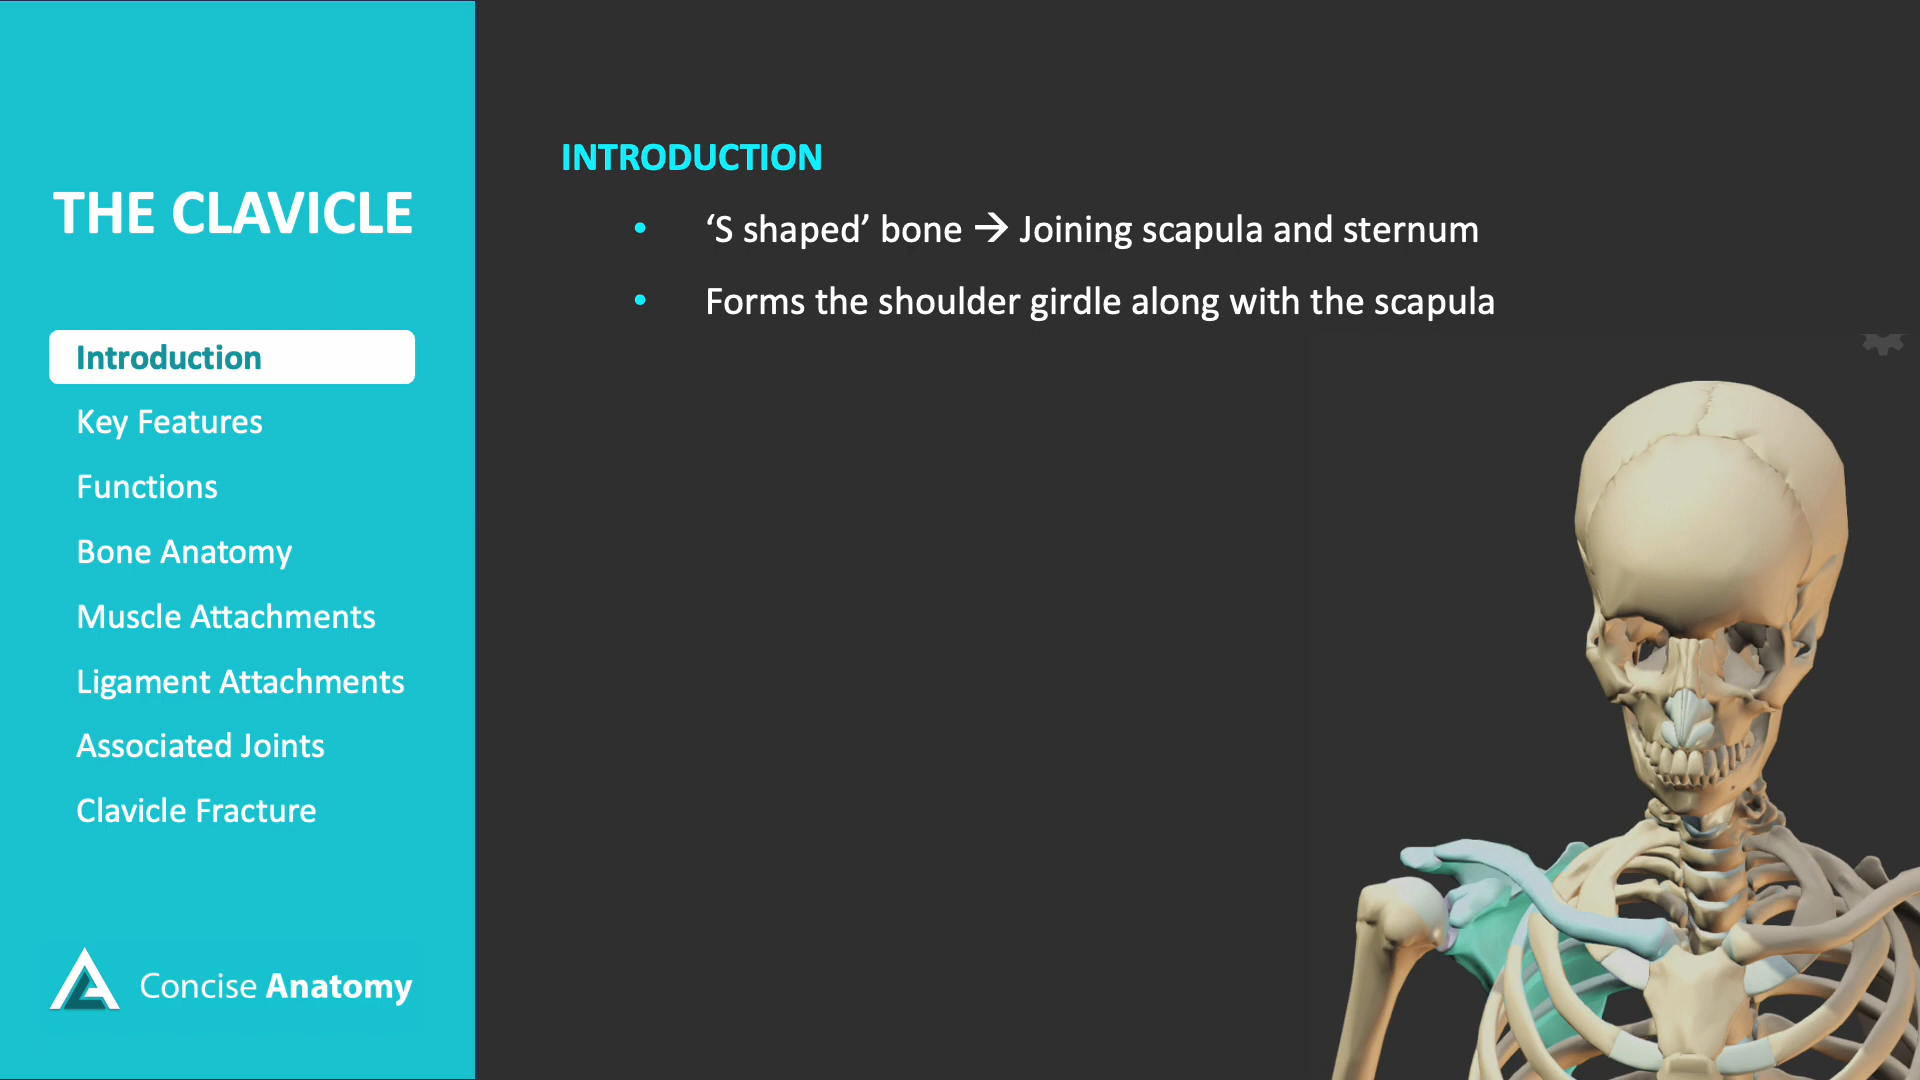 THE CLAVICLE
Introduction
Key Features
Functions
Bone Anatomy
Muscle Attachments
Ligament Attachments
Associated Joints
Clavicle Fracture
Concise Anatomy
INTRODUCTION
• ‘S shaped’ bone → Joining scapula and sternum
• Forms the shoulder girdle along with the scapula